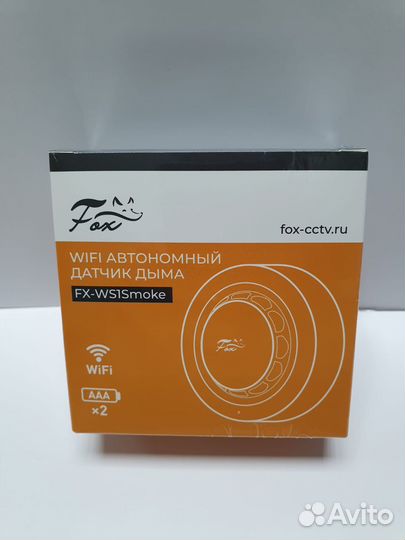 Fox
fox-cctv.ru
WIFI АВТОНОМНЫЙ
ДАТЧИК ДЫМА
FX-WS1Smoke
Fox
WiFi
AAA
×2
Avito